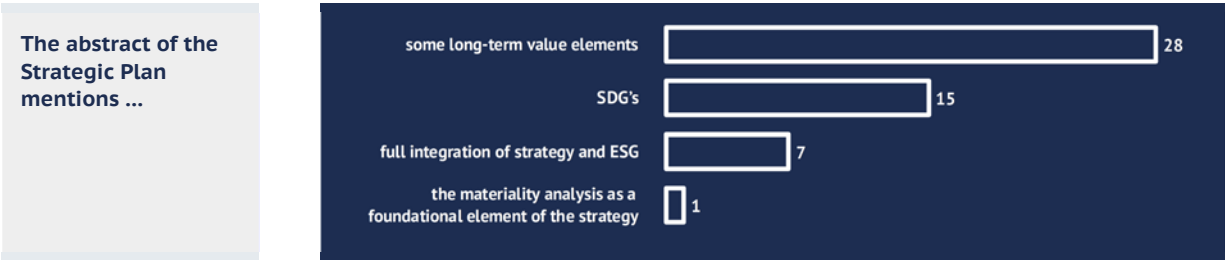 The abstract of the
Strategic Plan
mentions ...
some long-term value elements
28
SDG's
15
full integration of strategy and ESG
7
the materiality analysis as a
foundational element of the strategy
1